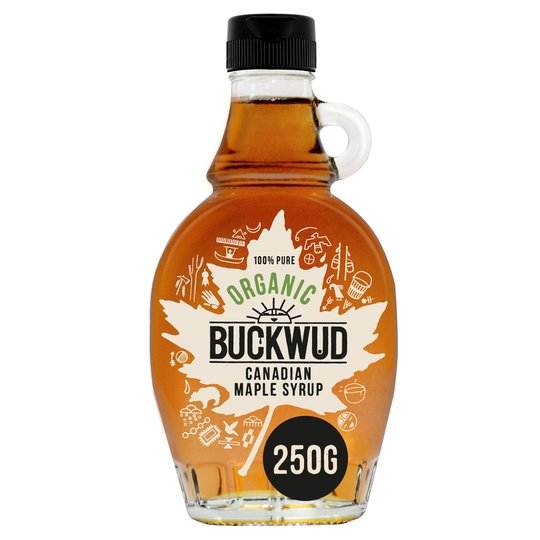 100% PURE
ORGANIC
BUCKWUD
CANADIAN
MAPLE SYRUP
250G